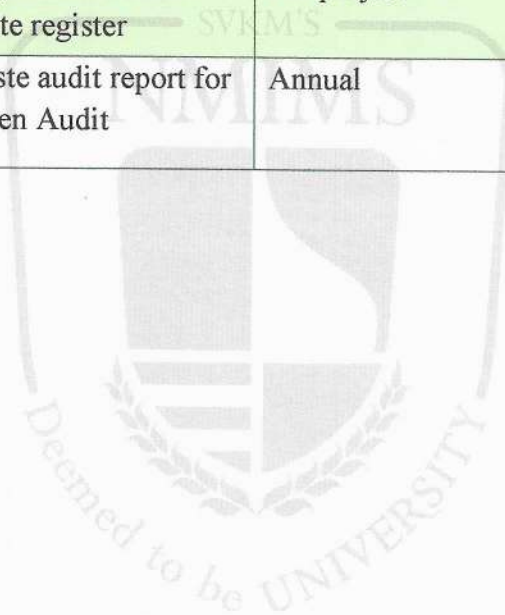 te register
SVKM'S
ste audit report for
Annual
en Audit
NMIMS
Deemed to be UNIVERSITY